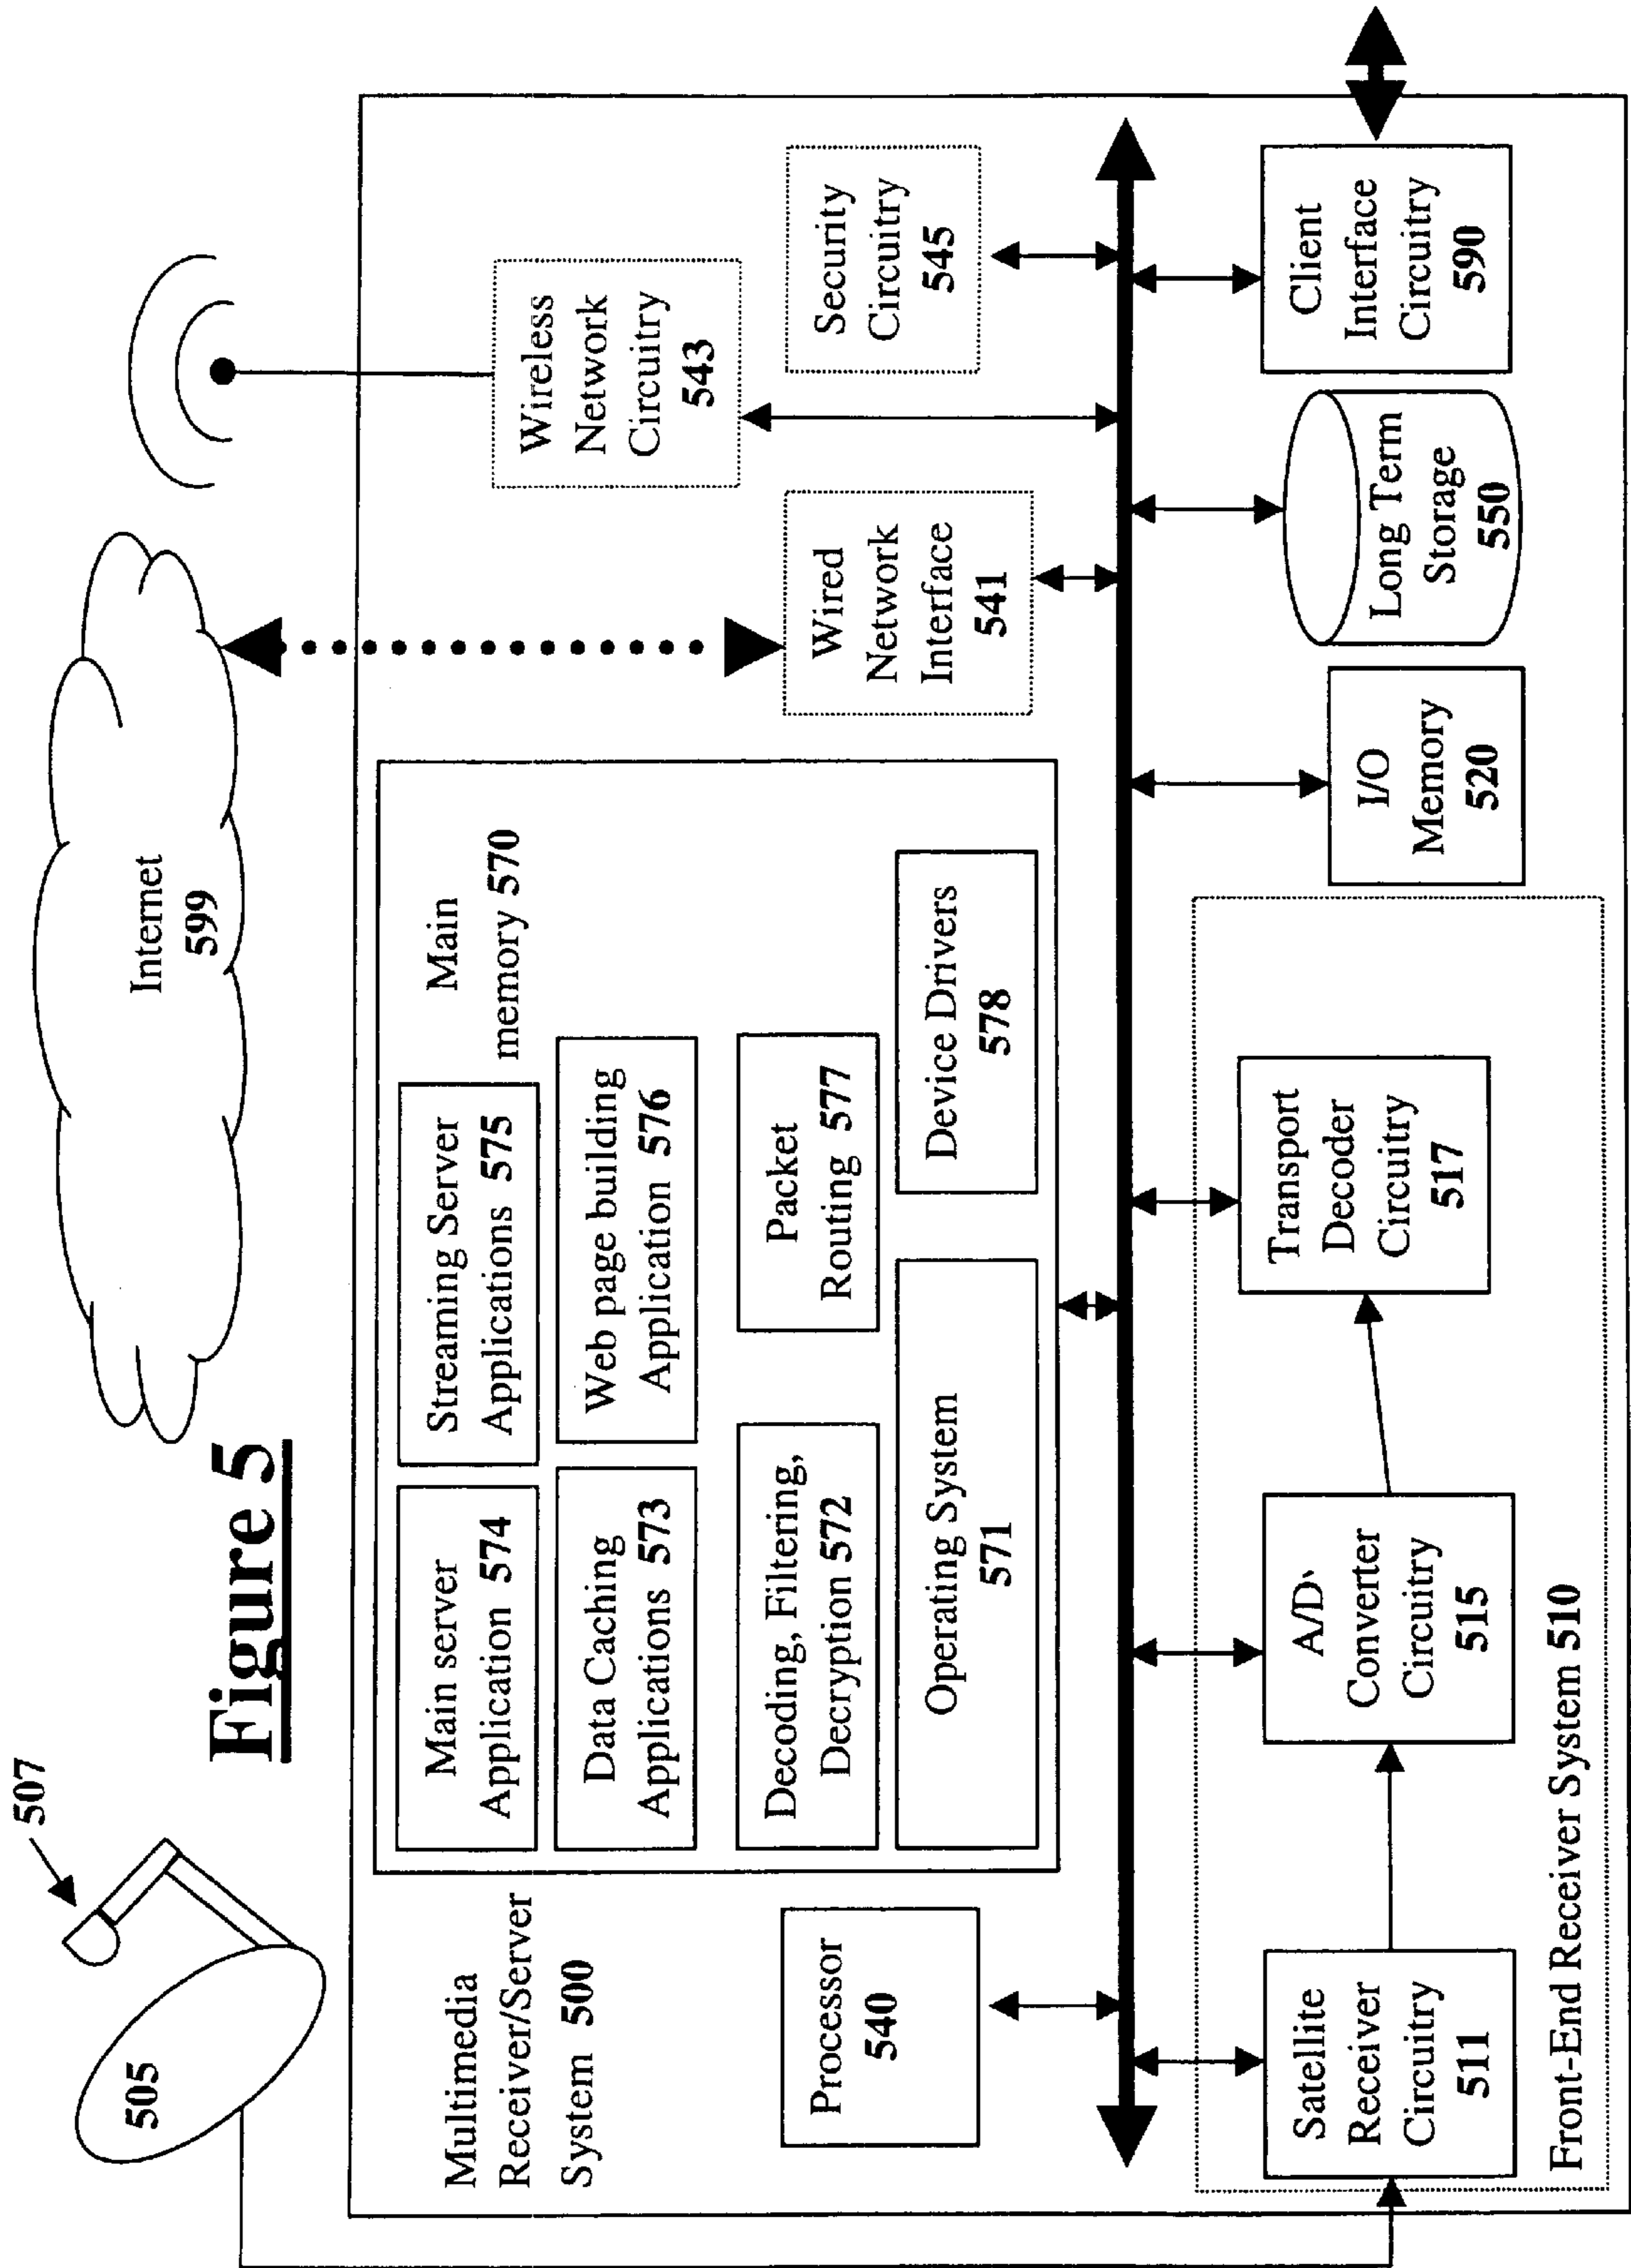 505
507
Figure 5
Internet
599
Multimedia
Receiver/Server
System 500
Main server
Application 574
Streaming Server
Applications 575
Main
memory 570
Data Caching
Applications 573
Web page building
Application 576
Decoding, Filtering,
Decryption 572
Packet
Routing 577
Operating System
571
Device Drivers
578
Processor
540
Wired
Network
Interface
541
Wireless
Network
Circuitry
543
Security
Circuitry
545
Satellite
Receiver
Circuitry
511
A/D
Converter
Circuitry
515
Transport
Decoder
Circuitry
517
Front-End Receiver System 510
I/O
Memory
520
Long Term
Storage
550
Client
Interface
Circuitry
590